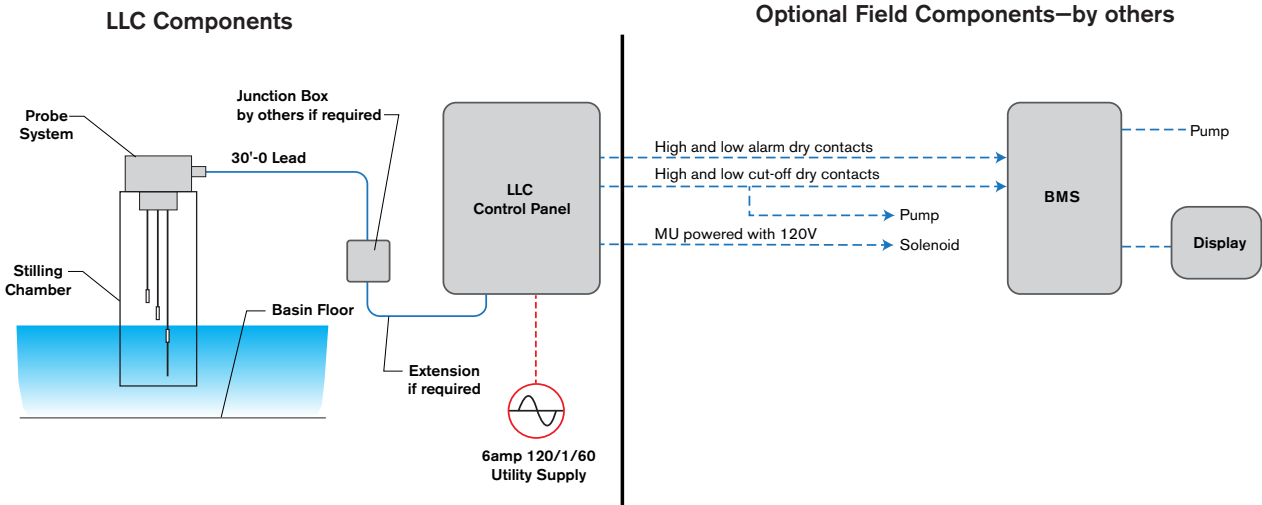 LLC Components
Optional Field Components—by others
Probe
System
Junction Box
by others if required
30'-0 Lead
Stilling
Chamber
Basin Floor
Extension
if required
LLC
Control Panel
6amp 120/1/60
Utility Supply
High and low alarm dry contacts
High and low cut-off dry contacts
Pump
MU powered with 120V
Solenoid
BMS
Pump
Display